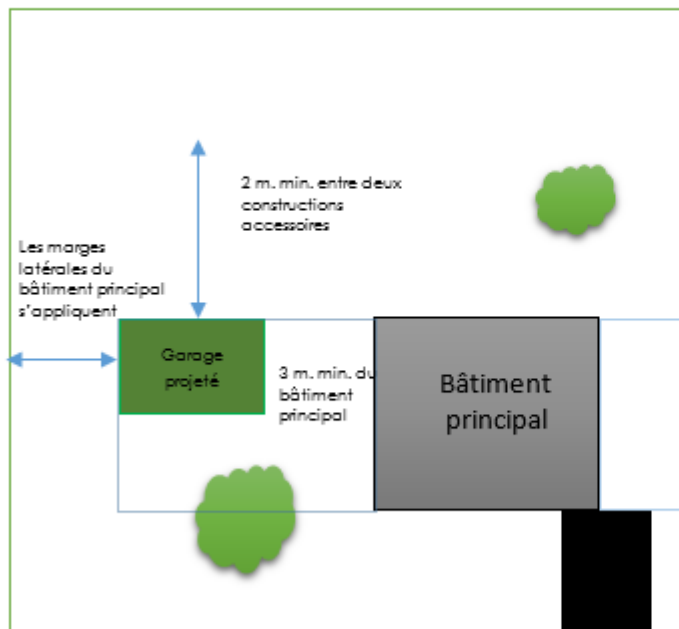 2 m. min. entre deux
constructions
accessoires
Les marges
latérales du
bâtiment principal
s'appliquent
Garage
projeté
3 m. min. du
bâtiment
principal
Bâtiment
principal